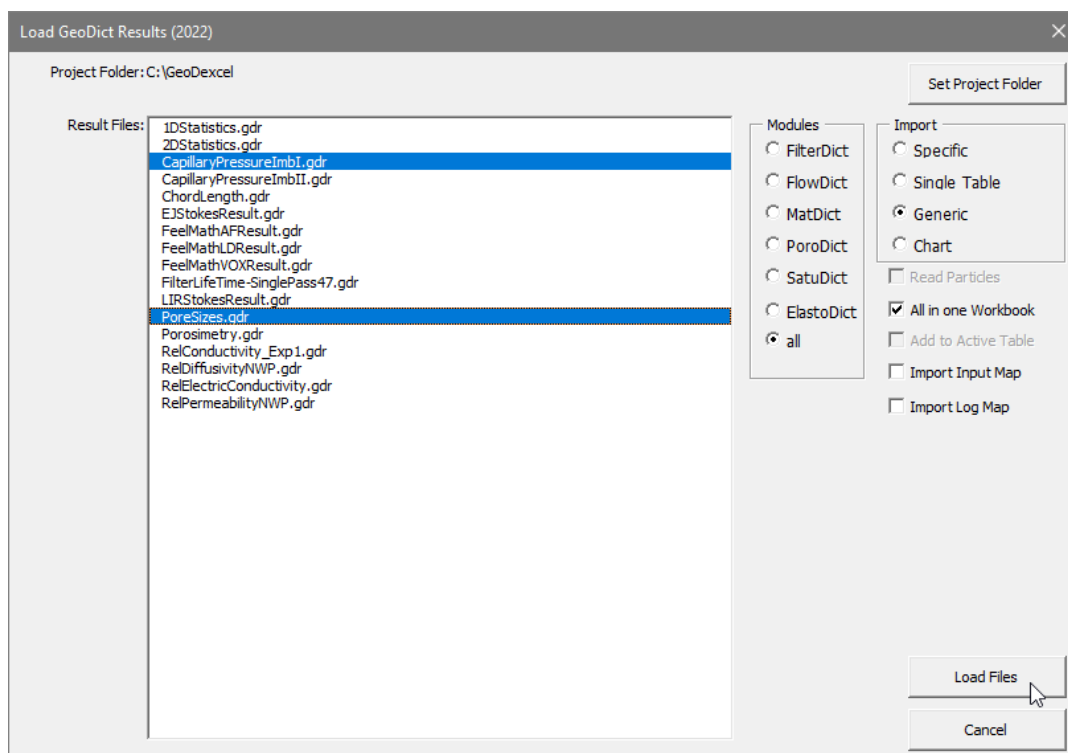 Load GeoDict Results (2022)
Project Folder: C:\GeoDexcel
Set Project Folder
Result Files:
1DStatistics.gdr
2DStatistics.gdr
CapillaryPressureImbI.gdr
CapillaryPressureImbII.gdr
ChordLength.gdr
EJStokesResult.gdr
FeelMathAFResult.gdr
FeelMathLDResult.gdr
FeelMathVOXResult.gdr
FilterLifeTime-SinglePass47.gdr
LIRStokesResult.gdr
PoreSizes.gdr
Porosimetry.gdr
RelConductivity_Exp1.gdr
RelDiffusivityNWP.gdr
RelElectricConductivity.gdr
RelPermeabilityNWP.gdr
Modules
FilterDict
FlowDict
MatDict
PoroDict
SatuDict
ElastoDict
all
Import
Specific
Single Table
Generic
Chart
Read Particles
All in one Workbook
Add to Active Table
Import Input Map
Import Log Map
Load Files
Cancel